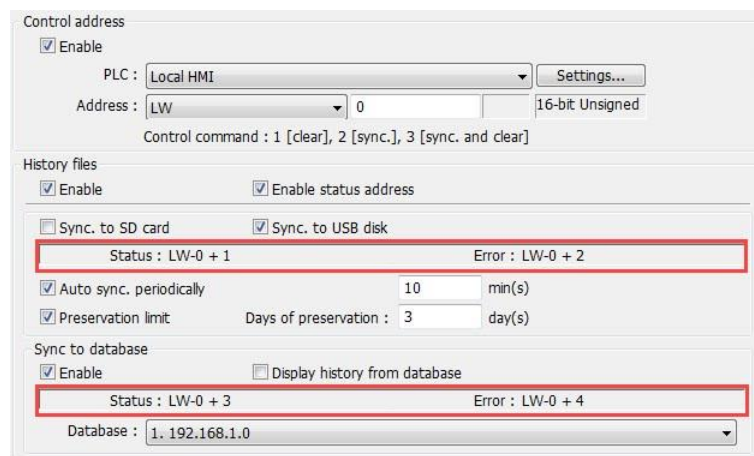 Control address
Enable
PLC : Local HMI Settings...
Address : LW 0 16-bit Unsigned
Control command : 1 [clear], 2 [sync.], 3 [sync. and clear]
History files
Enable Enable status address
Sync. to SD card Sync. to USB disk
Status : LW-0 + 1 Error : LW-0 + 2
Auto sync. periodically 10 min(s)
Preservation limit Days of preservation : 3 day(s)
Sync to database
Enable Display history from database
Status : LW-0 + 3 Error : LW-0 + 4
Database : 1. 192.168.1.0